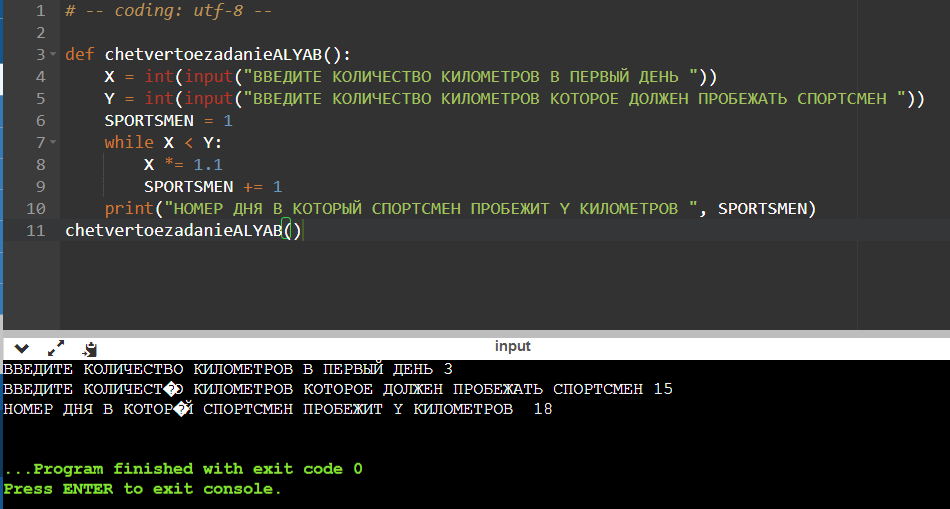 1 # -- coding: utf-8 --
2
3 def chetvertoezadanieALYAB():
4 X = int(input("ВВЕДИТЕ КОЛИЧЕСТВО КИЛОМЕТРОВ В ПЕРВЫЙ ДЕНЬ "))
5 Y = int(input("ВВЕДИТЕ КОЛИЧЕСТВО КИЛОМЕТРОВ КОТОРОЕ ДОЛЖЕН ПРОБЕЖАТЬ СПОРТСМЕН "))
6 SPORTSMEN = 1
7 while X < Y:
8 X *= 1.1
9 SPORTSMEN += 1
10 print("НОМЕР ДНЯ В КОТОРЫЙ СПОРТСМЕН ПРОБЕЖИТ Y КИЛОМЕТРОВ ", SPORTSMEN)
11 chetvertoezadanieALYAB()
input
ВВЕДИТЕ КОЛИЧЕСТВО КИЛОМЕТРОВ В ПЕРВЫЙ ДЕНЬ 3
ВВЕДИТЕ КОЛИЧЕСТ�О КИЛОМЕТРОВ КОТОРОЕ ДОЛЖЕН ПРОБЕЖАТЬ СПОРТСМЕН 15
НОМЕР ДНЯ В КОТОР�Й СПОРТСМЕН ПРОБЕЖИТ Y КИЛОМЕТРОВ  18
...Program finished with exit code 0
Press ENTER to exit console.